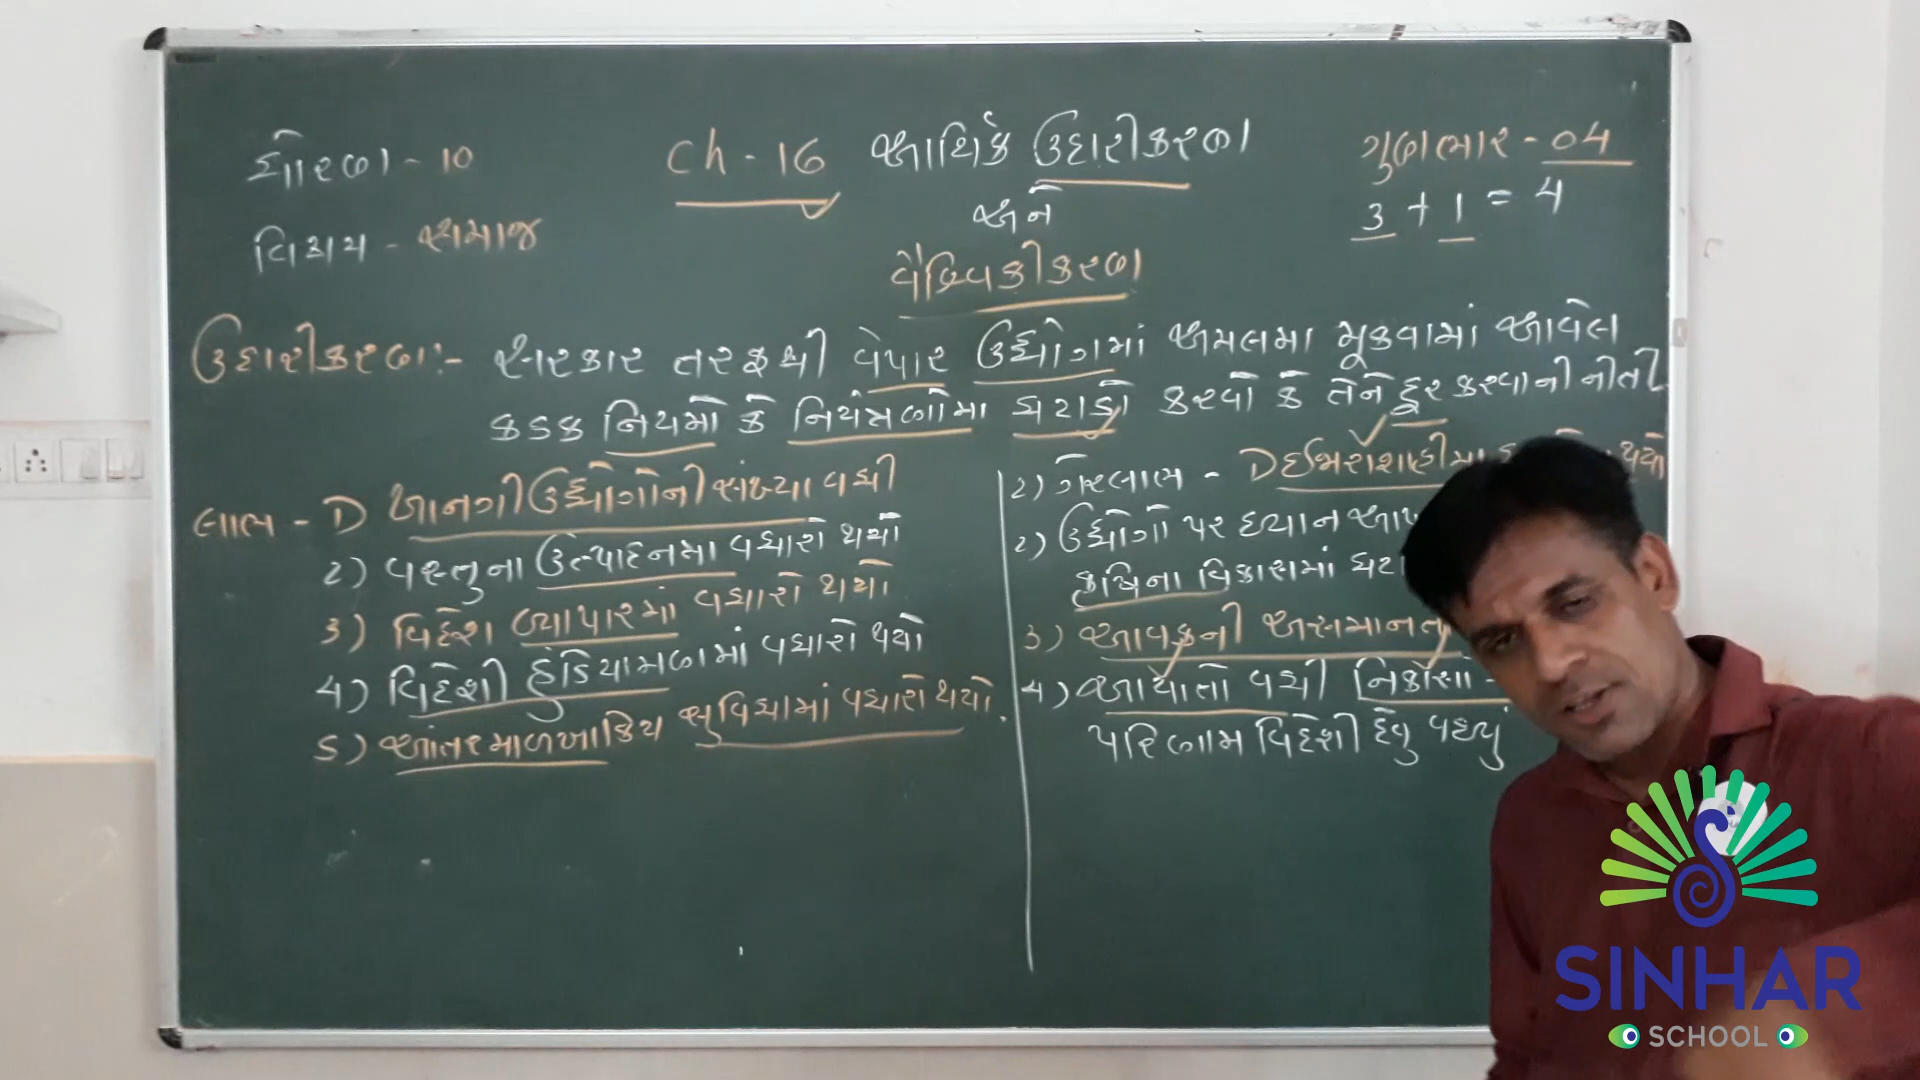 ધોરણ - 10
Ch - 16 આર્થિક ઉદારીકરણ
અને
વૈશ્વિકીકરણ
ગુણભાર - 04
3 + 1 = 4
વિષય - સમાજ
ઉદારીકરણ :- સરકાર તરફથી વેપાર ઉદ્યોગમાં અમલમા મૂકવામાં આવેલ
કડક નિયમો કે નિયંત્રણોમા ઘટાડો કરવો કે તેને દૂર કરવાની નીતી
લાભ - 1) ખાનગી ઉદ્યોગોની સંખ્યા વધી
2) વસ્તુના ઉત્પાદનમા વધારો થયો
3) વિદેશ વ્યાપારમાં વધારો થયો
4) વિદેશી હુંડિયામણમાં વધારો થયો
5) આંતરમાળખાકિય સુવિધામાં વધારો થયો.
2) ગેરલાભ - 1) ઈજારાશાહીમા થયો
2) ઉદ્યોગો પર ધ્યાન
કૃષિના વિકાસમાં
3) આવકની અસમાનતા
4) આયાતો વધી નિકાસો
પરિણામ વિદેશી દેવુ વધ્યું
SINHAR
SCHOOL